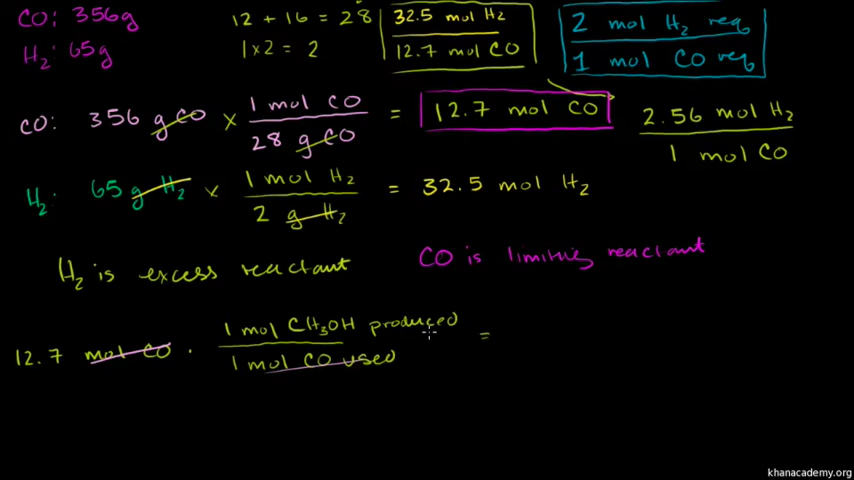 CO: 356g
12 + 16 = 28
32.5 mol H₂
12.7 mol CO
2 mol H₂ req
1 mol CO req
H₂: 65g
1x2 = 2
CO: 356 g CO x 1 mol CO / 28 g CO = 12.7 mol CO
2.56 mol H₂
1 mol CO
H₂: 65 g H₂ x 1 mol H₂ / 2 g H₂ = 32.5 mol H₂
H₂ is excess reactant
CO is limiting reactant
12.7 mol CO · 1 mol CH₃OH produced / 1 mol CO used =
khanacademy.org